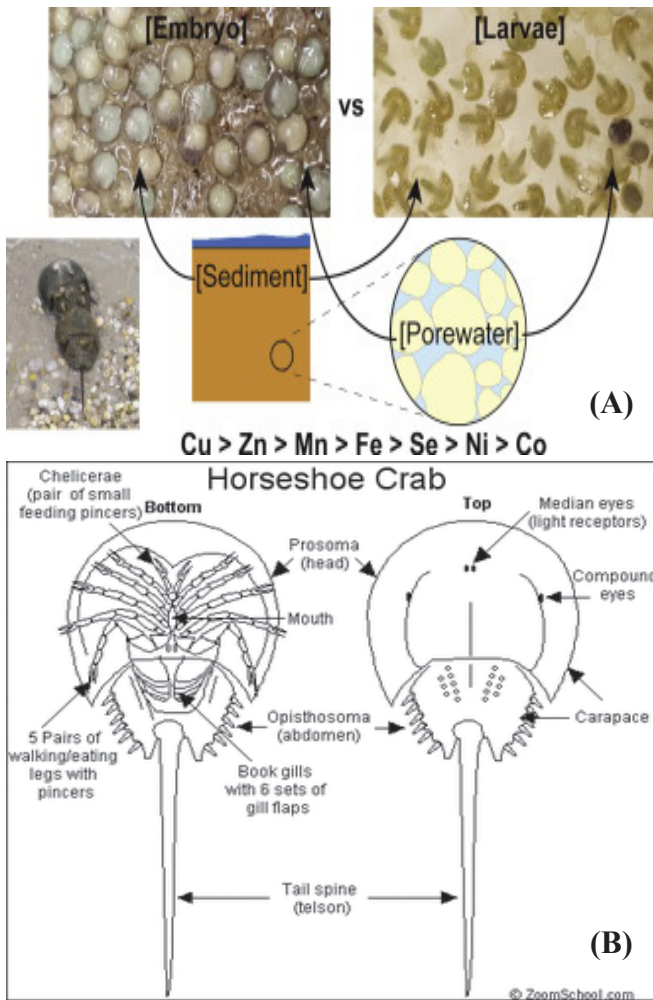 [Embryo]
[Larvae]
vs
[Sediment]
[Porewater]
(A)
Cu > Zn > Mn > Fe > Se > Ni > Co
Horseshoe Crab
Chelicerae
(pair of small
feeding pincers)
Bottom
Prosoma
(head)
Mouth
5 Pairs of
walking/eating
legs with
pincers
Book gills
with 6 sets of
gill flaps
Opisthosoma
(abdomen)
Top
Median eyes
(light receptors)
Compound
eyes
Carapace
Tail spine
(telson)
(B)
© ZoomSchool.com